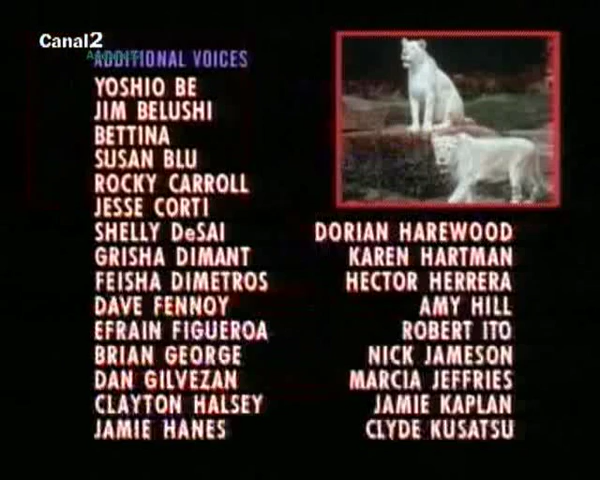 Canal2
ADDITIONAL VOICES
YOSHIO BE
JIM BELUSHI
BETTINA
SUSAN BLU
ROCKY CARROLL
JESSE CORTI
SHELLY DeSAI
GRISHA DIMANT
FEISHA DIMETROS
DAVE FENNOY
EFRAIN FIGUEROA
BRIAN GEORGE
DAN GILVEZAN
CLAYTON HALSEY
JAMIE HANES
DORIAN HAREWOOD
KAREN HARTMAN
HECTOR HERRERA
AMY HILL
ROBERT ITO
NICK JAMESON
MARCIA JEFFRIES
JAMIE KAPLAN
CLYDE KUSATSU